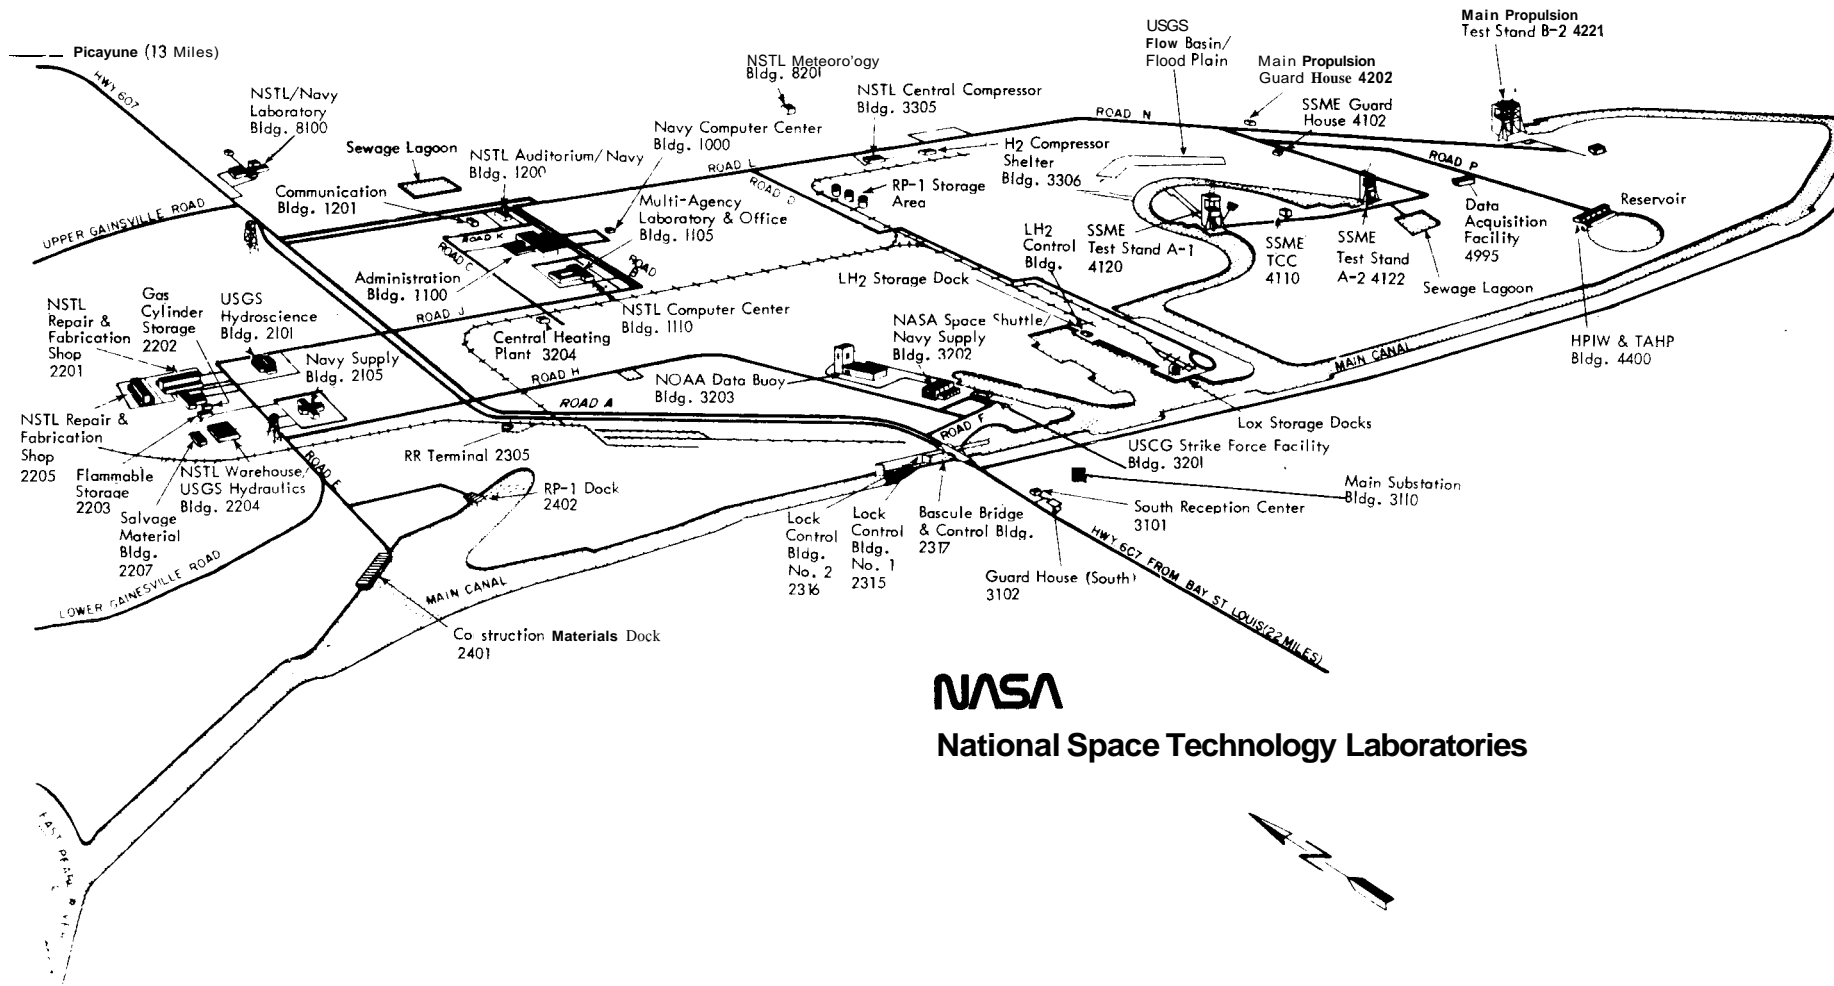 Picayune (13 Miles)
HWY 607
NSTL/Navy
Laboratory
Bldg. 8100
Sewage Lagoon
Communication
Bldg. 1201
NSTL Auditorium/Navy
Bldg. 1200
Navy Computer Center
Bldg. 1000
Multi-Agency
Laboratory & Office
Bldg. 1105
NSTL Meteoro'ogy
Bldg. 8201
NSTL Central Compressor
Bldg. 3305
H2 Compressor
Shelter
Bldg. 3306
RP-1 Storage
Area
USGS
Flow Basin/
Flood Plain
Main Propulsion
Guard House 4202
SSME Guard
House 4102
Main Propulsion
Test Stand B-2 4221
ROAD N
ROAD P
ROAD L
ROAD D
ROAD K
ROAD C
ROAD B
ROAD J
UPPER GAINSVILLE ROAD
Administration
Bldg. 1100
NSTL Computer Center
Bldg. 1110
Central Heating
Plant 3204
LH2
Control
Bldg.
LH2 Storage Dock
SSME
Test Stand A-1
4120
SSME
TCC
4110
SSME
Test Stand
A-2 4122
Data
Acquisition
Facility
4995
Reservoir
Sewage Lagoon
HPIW & TAHP
Bldg. 4400
MAIN CANAL
NSTL
Repair &
Fabrication
Shop
2201
Gas
Cylinder
Storage
2202
USGS
Hydroscience
Bldg. 2101
Navy Supply
Bldg. 2105
ROAD H
ROAD A
NOAA Data Buoy
Bldg. 3203
NASA Space Shuttle/
Navy Supply
Bldg. 3202
Lox Storage Docks
ROAD F
USCG Strike Force Facility
Bldg. 3201
NSTL Repair &
Fabrication
Shop
2205
Flammable
Storage
2203
NSTL Warehouse/
USGS Hydraulics
Bldg. 2204
Salvage
Material
Bldg.
2207
ROAD E
RR Terminal 2305
RP-1 Dock
2402
Lock
Control
Bldg.
No. 2
2316
Lock
Control
Bldg.
No. 1
2315
Bascule Bridge
& Control Bldg.
2317
South Reception Center
3101
Main Substation
Bldg. 3110
Guard House (South)
3102
HWY 6C7 FROM BAY ST LOUIS (22 MILES)
LOWER GAINESVILLE ROAD
MAIN CANAL
Co struction Materials Dock
2401
NASA
National Space Technology Laboratories
N